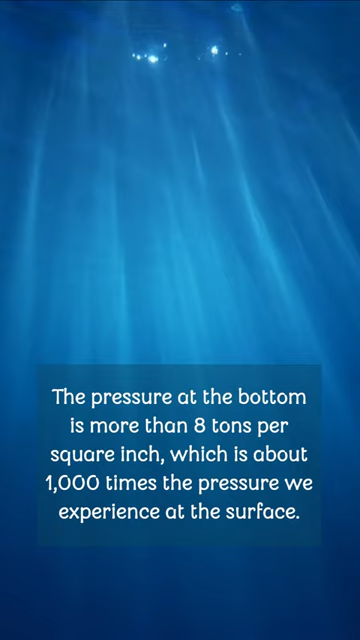 The pressure at the bottom
is more than 8 tons per
square inch, which is about
1,000 times the pressure we
experience at the surface.